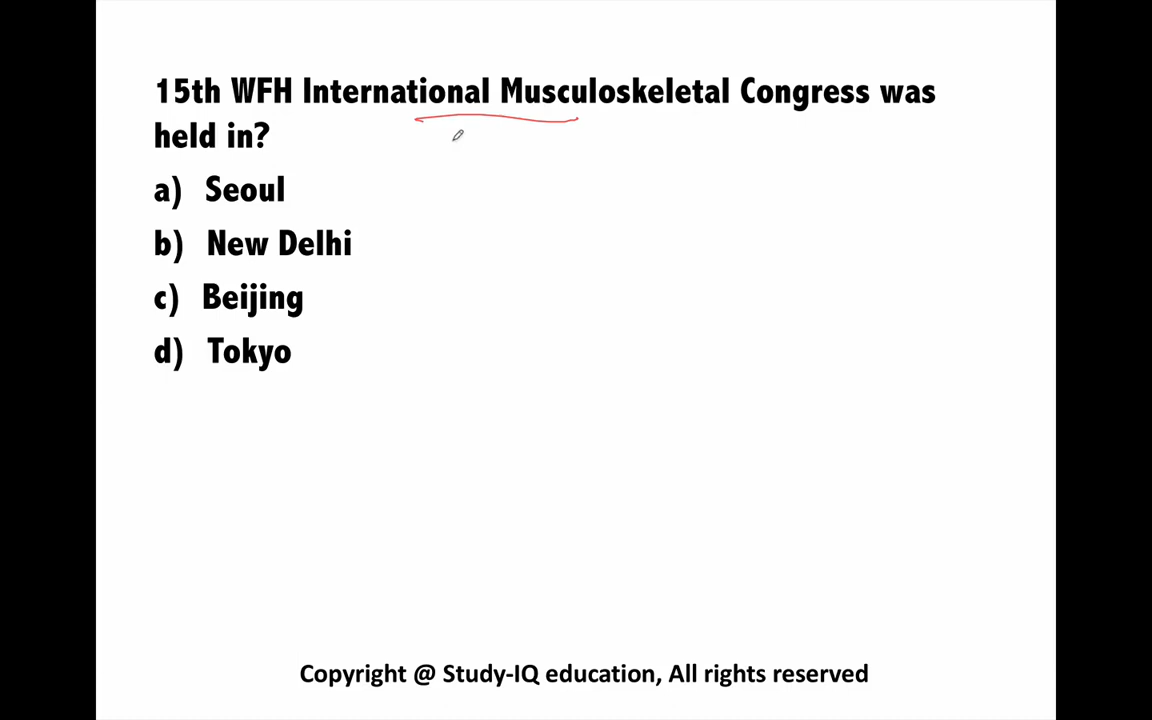 15th WFH International Musculoskeletal Congress was
held in?
a) Seoul
b) New Delhi
c) Beijing
d) Tokyo
Copyright @ Study-IQ education, All rights reserved